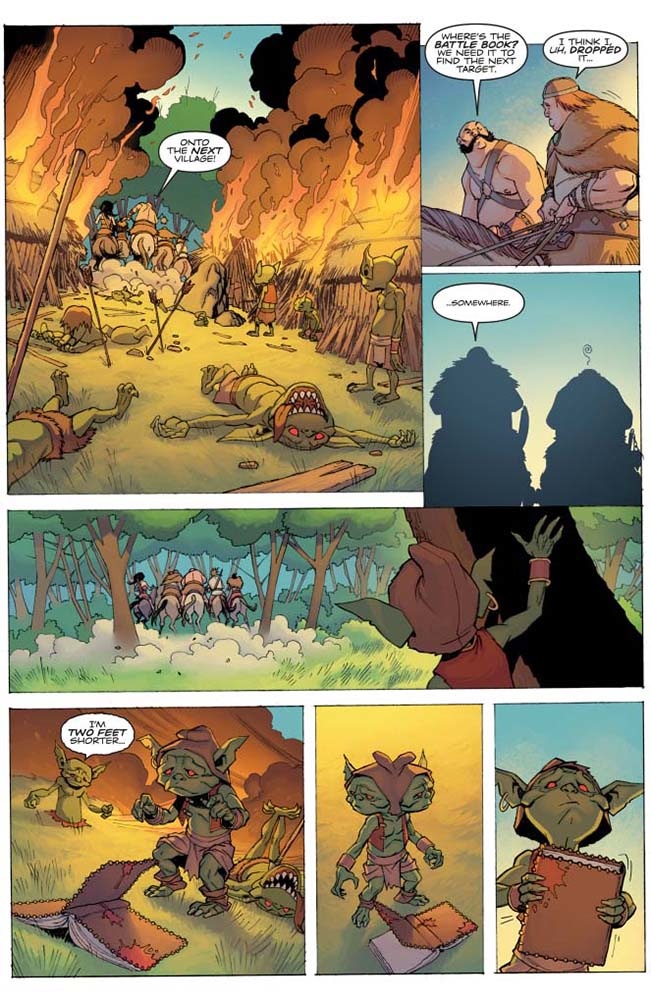 ONTO
THE NEXT
VILLAGE!
WHERE'S THE
BATTLE BOOK?
WE NEED IT TO
FIND THE NEXT
TARGET.
I THINK I,
UH, DROPPED
IT...
...SOMEWHERE.
I'M
TWO FEET
SHORTER...